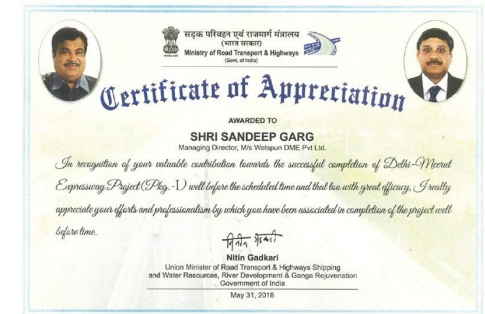 सड़क परिवहन एवं राजमार्ग मंत्रालय
(भारत सरकार)
Ministry of Road Transport & Highways
(Govt. of India)
Certificate of Appreciation
AWARDED TO
SHRI SANDEEP GARG
Managing Director, M/s Welspun DME Pvt Ltd.
In recognition of your valuable contribution towards the successful completion of Delhi-Meerut
Expressway Project (Pkg.-I) well before the scheduled time and that too with great efficacy, I really
appreciate your efforts and professionalism by which you have been associated in completion of the project well
before time.
Nitin Gadkari
Union Minister of Road Transport & Highways Shipping
and Water Resources, River Development & Ganga Rejuvenation
Government of India
May 31, 2018